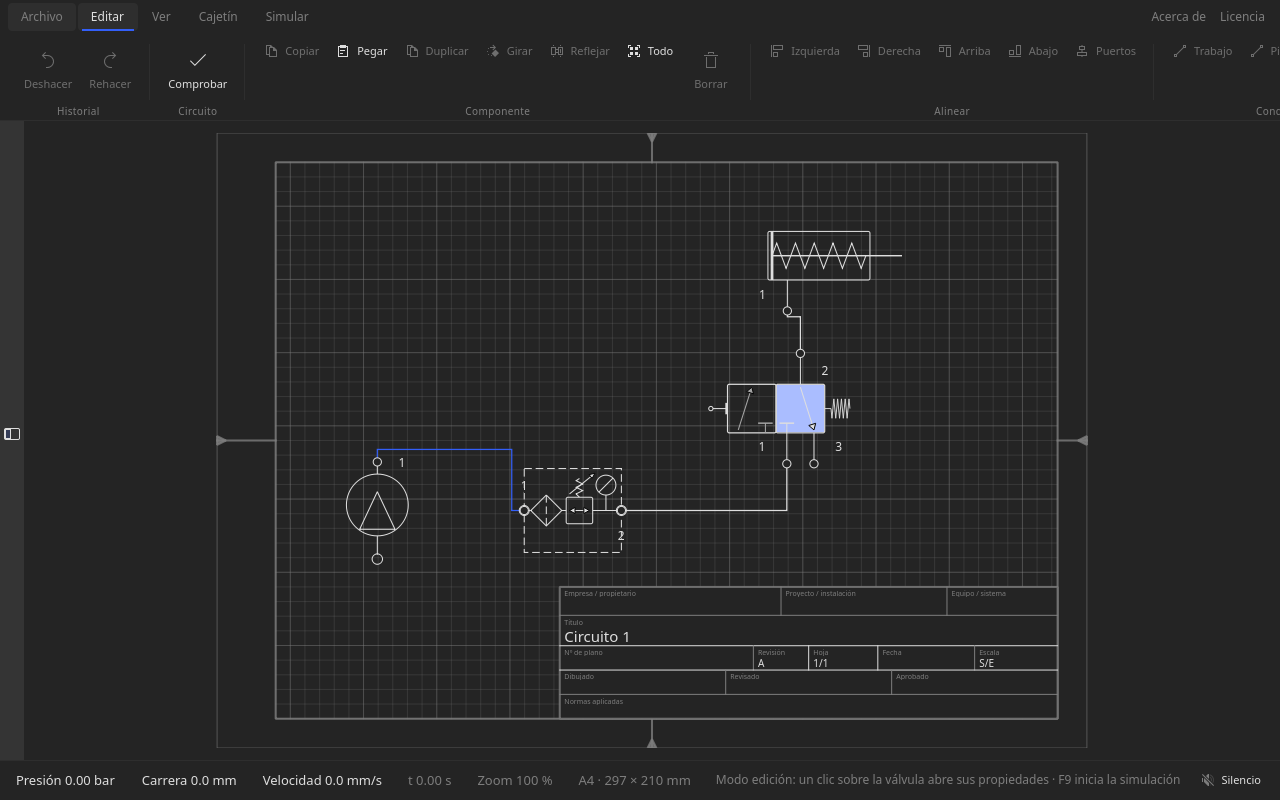 Archivo Editar Ver Cajetín Simular Acerca de Licencia
Copiar Pegar Duplicar Girar Reflejar Todo Izquierda Derecha Arriba Abajo Puertos Trabajo
Deshacer Rehacer Comprobar Borrar
Historial Circuito Componente Alinear
1
2
1 3
1
1
2
Empresa / propietario Proyecto / instalación Equipo / sistema
Título
Circuito 1
Nº de plano Revisión Hoja Fecha Escala
A 1/1 S/E
Dibujado Revisado Aprobado
Normas aplicadas
Presión 0.00 bar Carrera 0.0 mm Velocidad 0.0 mm/s t 0.00 s Zoom 100 % A4 · 297 × 210 mm Modo edición: un clic sobre la válvula abre sus propiedades · F9 inicia la simulación Silencio